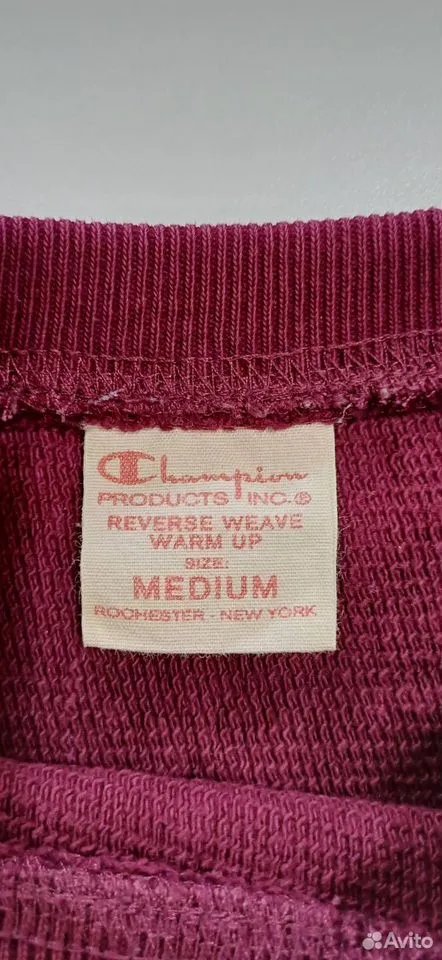 Champion
PRODUCTS INC.®
REVERSE WEAVE
WARM UP
SIZE:
MEDIUM
ROCHESTER - NEW YORK
Avito